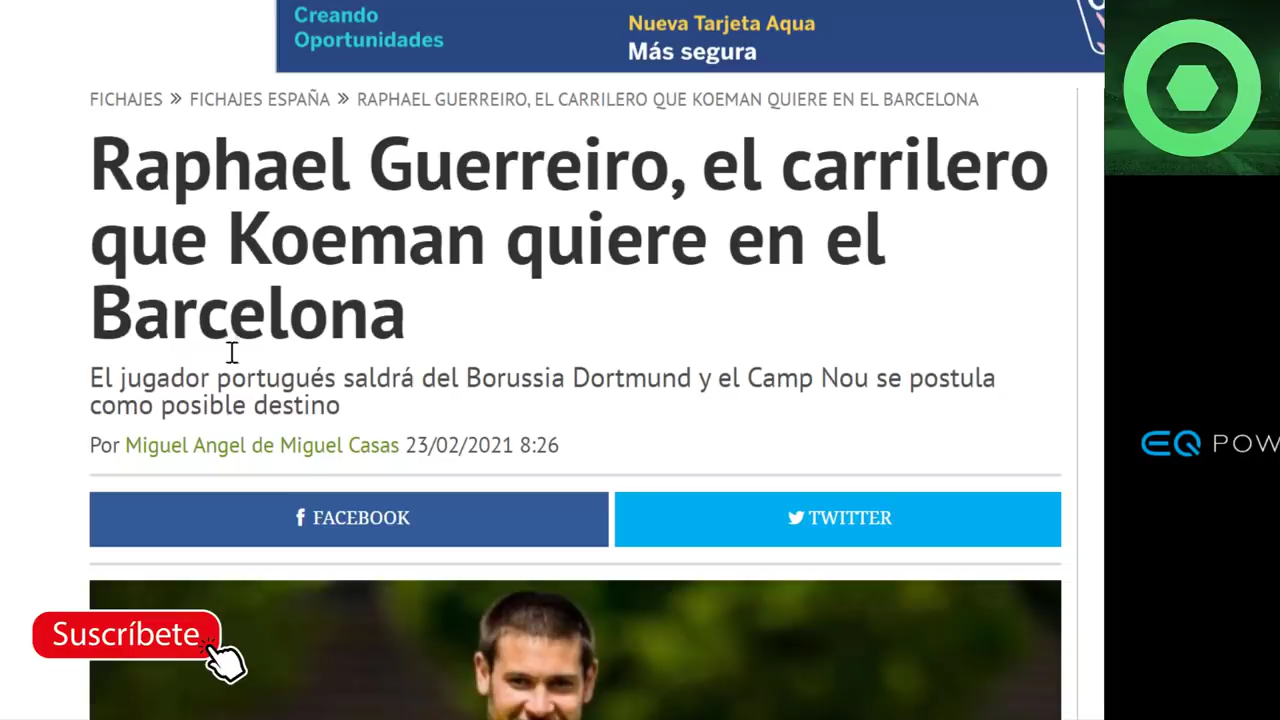 Creando
Oportunidades
Nueva Tarjeta Aqua
Más segura
FICHAJES » FICHAJES ESPAÑA » RAPHAEL GUERREIRO, EL CARRILERO QUE KOEMAN QUIERE EN EL BARCELONA
Raphael Guerreiro, el carrilero
que Koeman quiere en el
Barcelona
El jugador portugués saldrá del Borussia Dortmund y el Camp Nou se postula
como posible destino
Por Miguel Angel de Miguel Casas 23/02/2021 8:26
FACEBOOK
TWITTER
Suscríbete
EQ POW